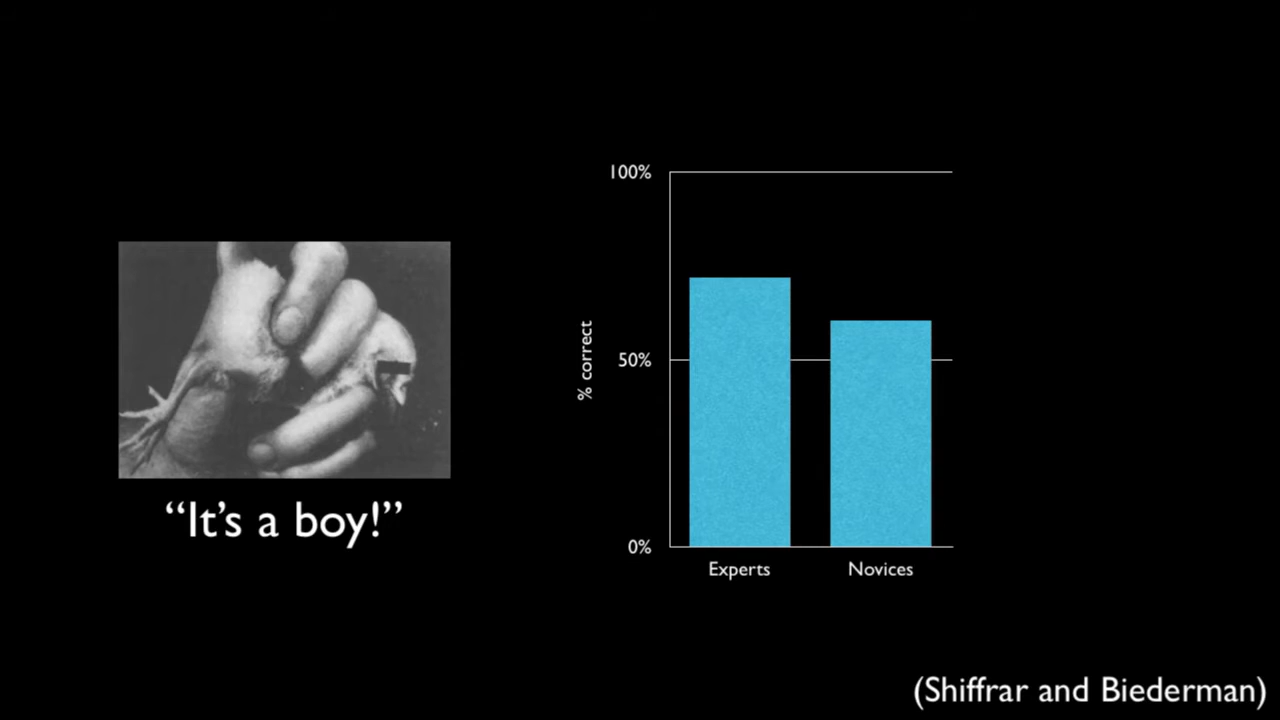 100%
50%
0%
% correct
Experts
Novices
“It’s a boy!”
(Shiffrar and Biederman)